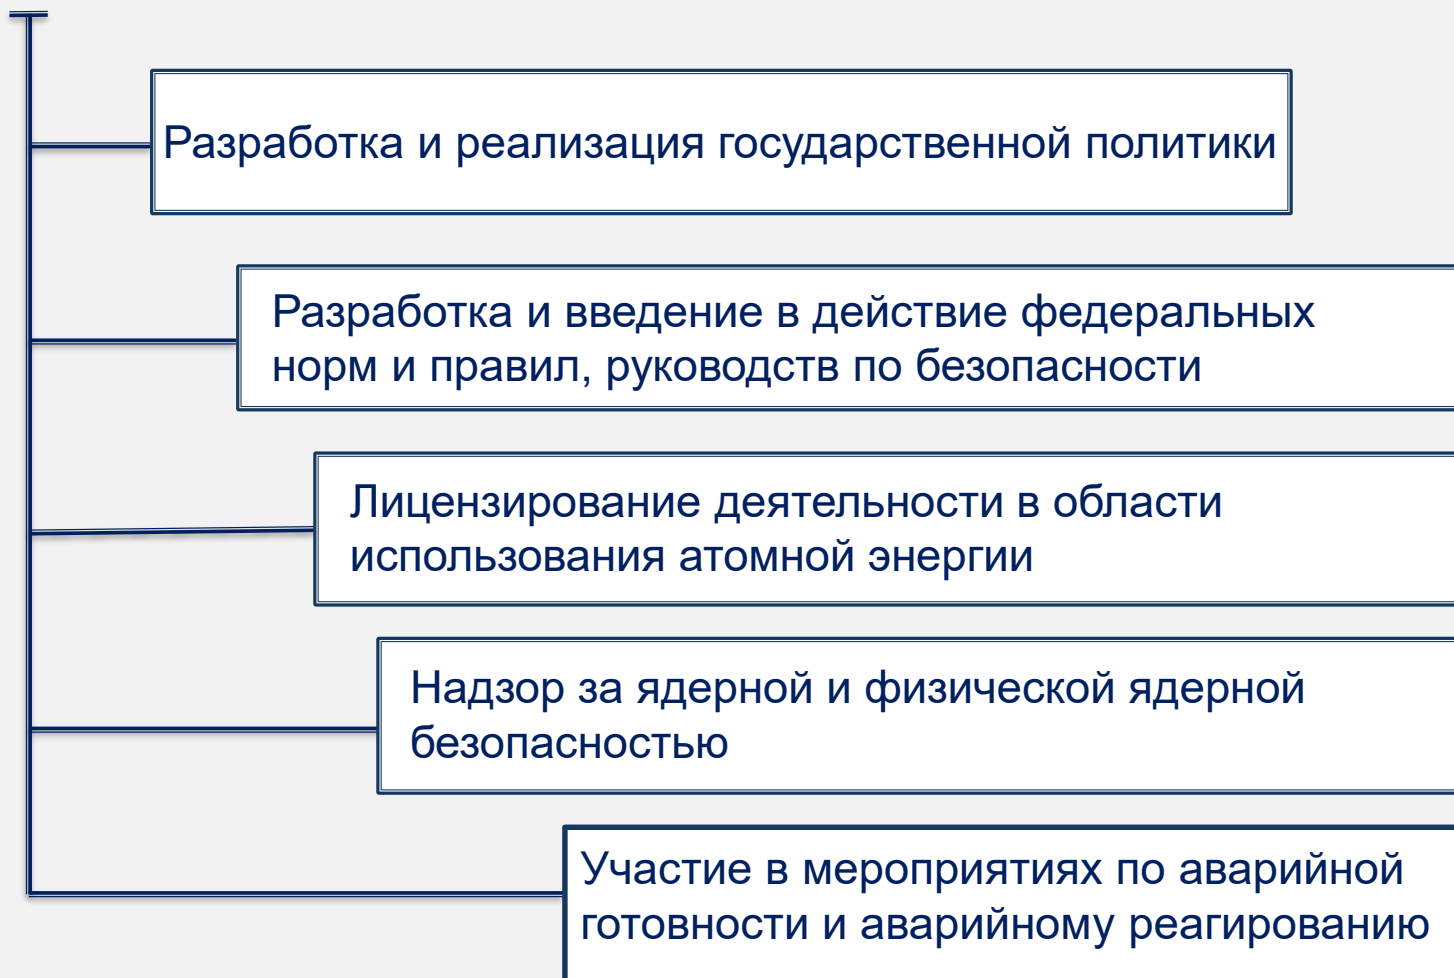 Разработка и реализация государственной политики
Разработка и введение в действие федеральных
норм и правил, руководств по безопасности
Лицензирование деятельности в области
использования атомной энергии
Надзор за ядерной и физической ядерной
безопасностью
Участие в мероприятиях по аварийной
готовности и аварийному реагированию